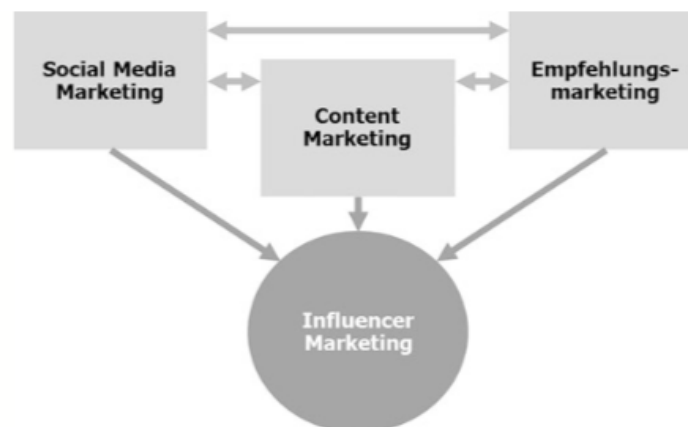 Social Media
Marketing
Content
Marketing
Empfehlungs-
marketing
Influencer
Marketing